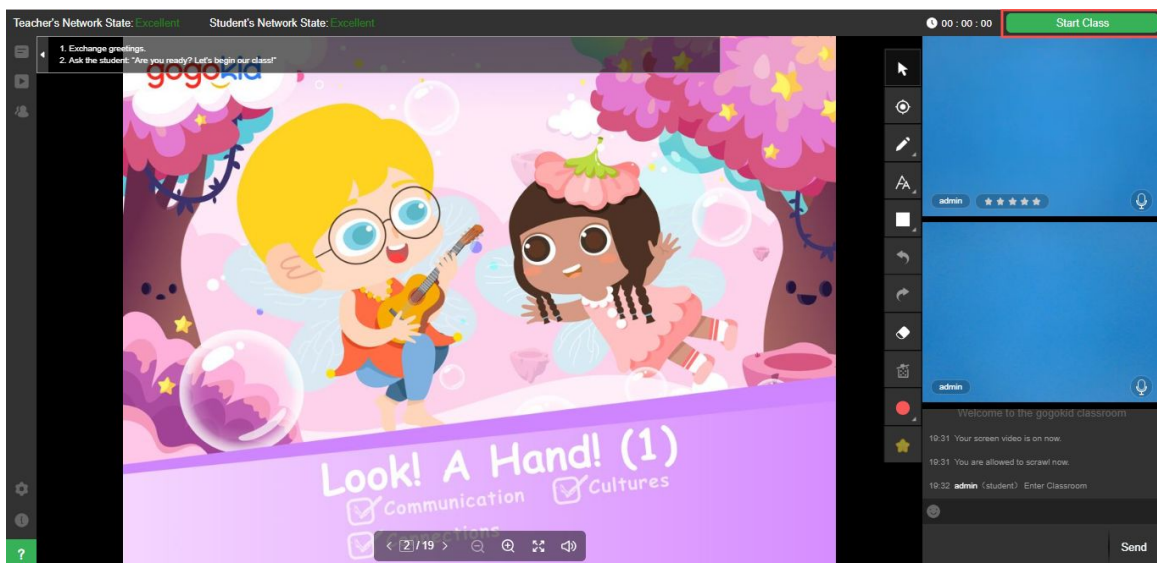 Teacher's Network State: Excellent
Student's Network State: Excellent
00 : 00 : 00
Start Class
1. Exchange greetings.
2. Ask the student: "Are you ready? Let's begin our class!"
gogokid
admin
admin
Look! A Hand! (1)
Communication
Cultures
Connections
2 / 19
Welcome to the gogokid classroom
19:31 Your screen video is on now.
19:31 You are allowed to scrawl now.
19:32 admin (student) Enter Classroom
?
Send